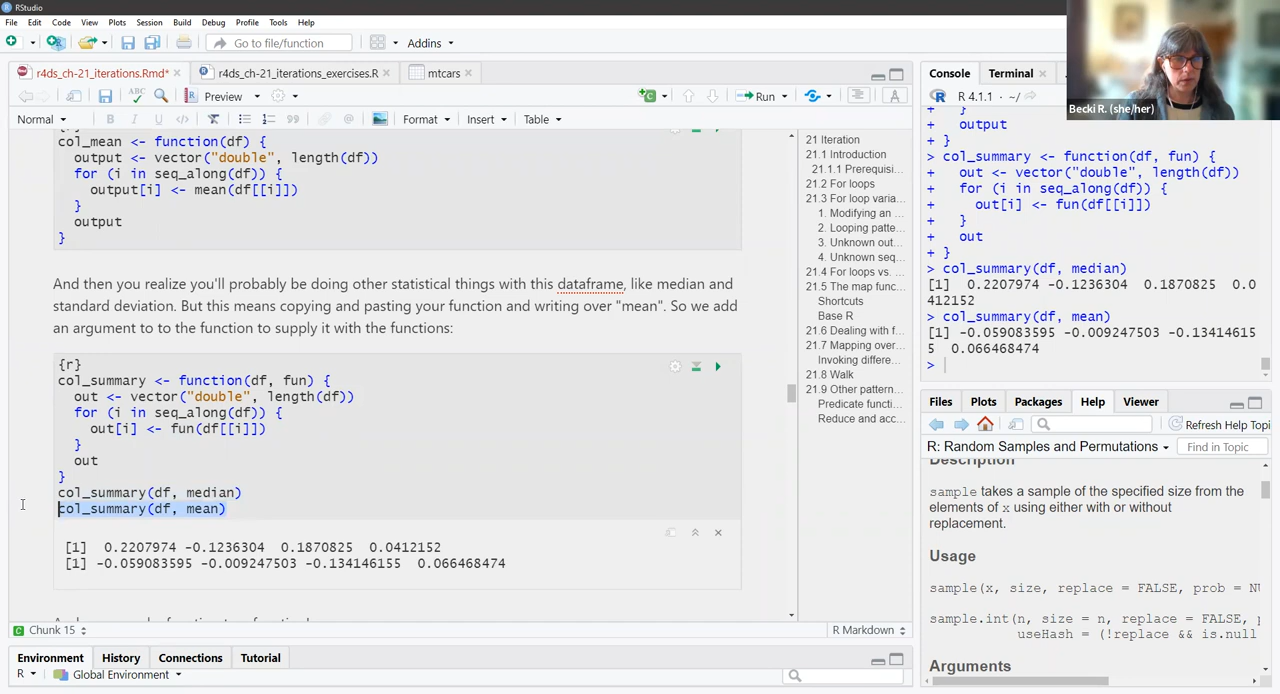 RStudio
File Edit Code View Plots Session Build Debug Profile Tools Help
Go to file/function Addins
r4ds_ch-21_iterations.Rmd* r4ds_ch-21_iterations_exercises.R mtcars
ABC Preview Run
Normal B I U Format Insert Table
col_mean <- function(df) {
output <- vector("double", length(df))
for (i in seq_along(df)) {
output[i] <- mean(df[[i]])
}
output
}
And then you realize you'll probably be doing other statistical things with this dataframe, like median and
standard deviation. But this means copying and pasting your function and writing over "mean". So we add
an argument to to the function to supply it with the functions:
{r}
col_summary <- function(df, fun) {
out <- vector("double", length(df))
for (i in seq_along(df)) {
out[i] <- fun(df[[i]])
}
out
}
col_summary(df, median)
col_summary(df, mean)
[1] 0.2207974 -0.1236304 0.1870825 0.0412152
[1] -0.059083595 -0.009247503 -0.134146155 0.066468474
Chunk 15 R Markdown
21 Iteration
21.1 Introduction
21.1.1 Prerequisi...
21.2 For loops
21.3 For loop varia...
1. Modifying an ...
2. Looping patte...
3. Unknown out...
4. Unknown seq...
21.4 For loops vs. ...
21.5 The map func...
Shortcuts
Base R
21.6 Dealing with f...
21.7 Mapping over...
Invoking differe...
21.8 Walk
21.9 Other pattern...
Predicate functi...
Reduce and acc...
Environment History Connections Tutorial
R Global Environment
Console Terminal
R 4.1.1 · ~/
Becki R. (she/her)
+ output
+ }
> col_summary <- function(df, fun) {
+ out <- vector("double", length(df))
+ for (i in seq_along(df)) {
+ out[i] <- fun(df[[i]])
+ }
+ out
+ }
> col_summary(df, median)
[1] 0.2207974 -0.1236304 0.1870825 0.0
412152
> col_summary(df, mean)
[1] -0.059083595 -0.009247503 -0.13414615
5 0.066468474
>
Files Plots Packages Help Viewer
Refresh Help Topi
R: Random Samples and Permutations Find in Topic
Description
sample takes a sample of the specified size from the
elements of x using either with or without
replacement.
Usage
sample(x, size, replace = FALSE, prob = NU
sample.int(n, size = n, replace = FALSE, p
useHash = (!replace && is.null
Arguments